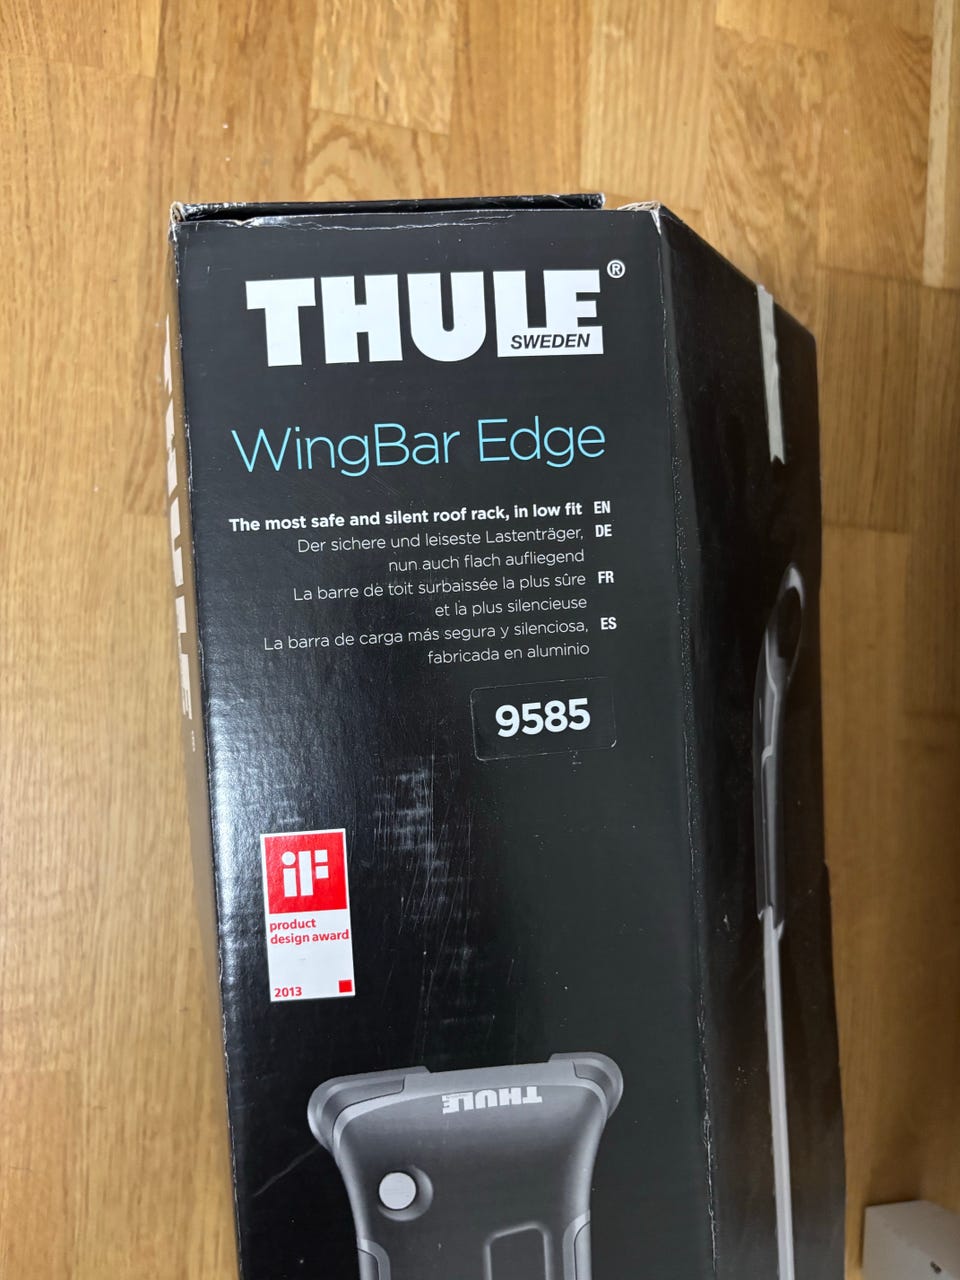 THULE®
SWEDEN
WingBar Edge
The most safe and silent roof rack, in low fit EN
Der sichere und leiseste Lastenträger, DE
nun auch flach aufliegend
La barre de toit surbaissée la plus sûre FR
et la plus silencieuse
La barra de carga más segura y silenciosa, ES
fabricada en aluminio
9585
iF
product
design award
2013
THULE
THULE